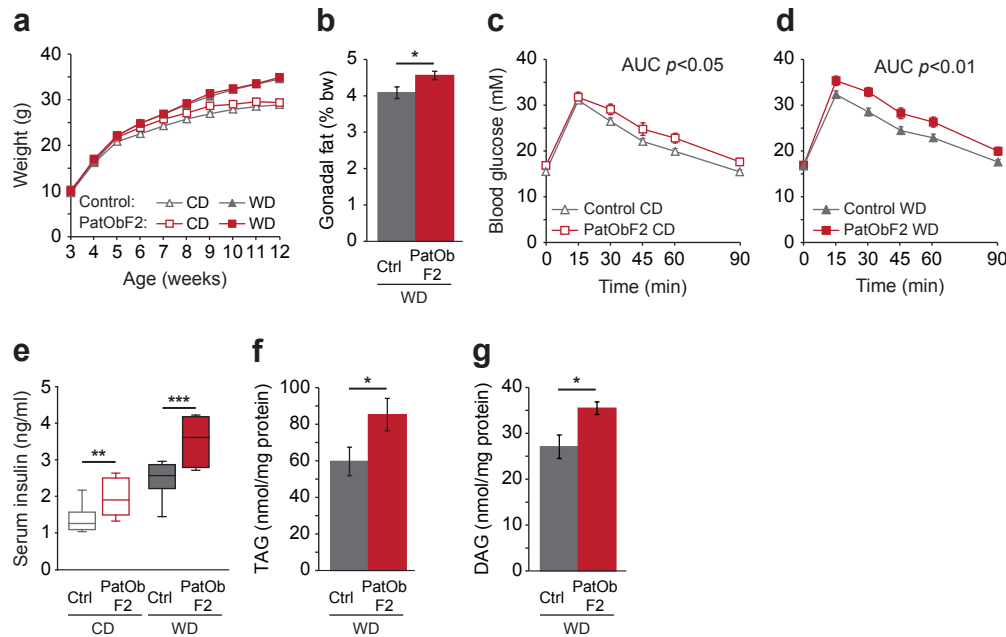 a
Weight (g)
40
30
20
10
0
Control: CD WD
PatObF2: CD WD
3 4 5 6 7 8 9 10 11 12
Age (weeks)
b
Gonadal fat (% bw)
5
4
3
2
1
0
*
Ctrl PatOb
F2
WD
c
Blood glucose (mM)
40
30
20
10
0
AUC p<0.05
Control CD
PatObF2 CD
0 15 30 45 60 90
Time (min)
d
40
30
20
10
0
AUC p<0.01
Control WD
PatObF2 WD
0 15 30 45 60 90
Time (min)
e
Serum insulin (ng/ml)
5
4
3
2
1
0
**
***
Ctrl PatOb Ctrl PatOb
F2 F2
CD WD
f
TAG (nmol/mg protein)
100
80
60
40
20
0
*
Ctrl PatOb
F2
WD
g
DAG (nmol/mg protein)
40
30
20
10
0
*
Ctrl PatOb
F2
WD